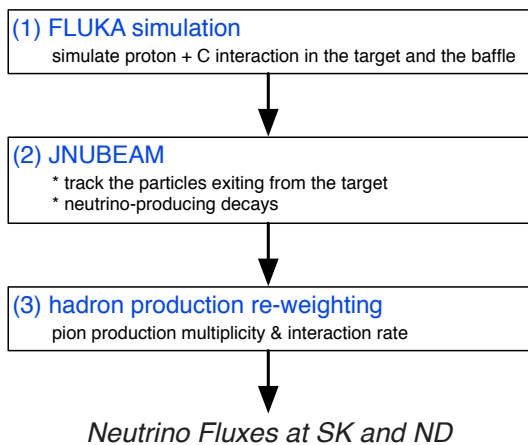 (1) FLUKA simulation
simulate proton + C interaction in the target and the baffle
(2) JNUBEAM
* track the particles exiting from the target
* neutrino-producing decays
(3) hadron production re-weighting
pion production multiplicity & interaction rate
Neutrino Fluxes at SK and ND